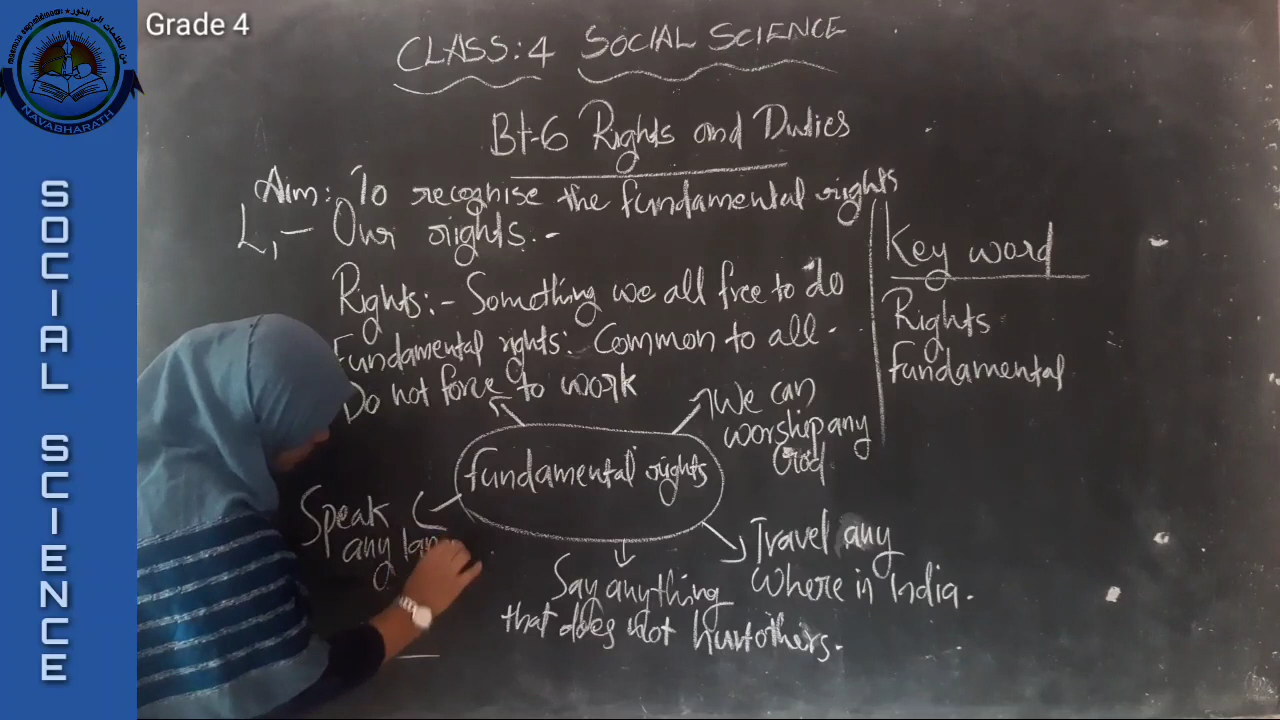 Grade 4
NAVABHARATH
SOCIAL SCIENCE
CLASS: 4 SOCIAL SCIENCE
Bt-6 Rights and Duties
Aim: To recognise the fundamental rights
L1 - Our rights:-
Rights:- Something we all free to do
Fundamental rights: Common to all.
Do not force to work
We can
worship any
God
fundamental rights
Speak
any lan
Travel any
where in India.
Say anything
that does not hurt others.
Key word
Rights
fundamental